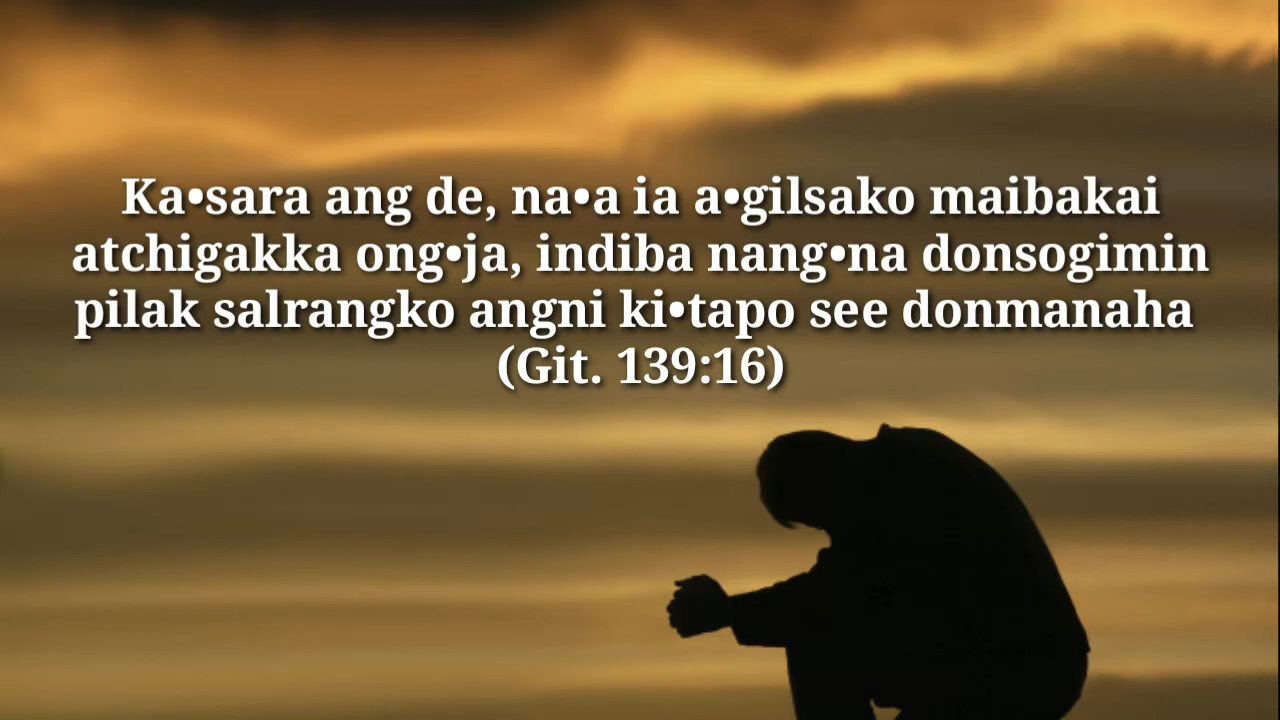 Ka•sara ang de, na•a ia a•gilsako maibakai
atchigakka ong•ja, indiba nang•na donsogimin
pilak salrangko angni ki•tapo see donmanaha
(Git. 139:16)